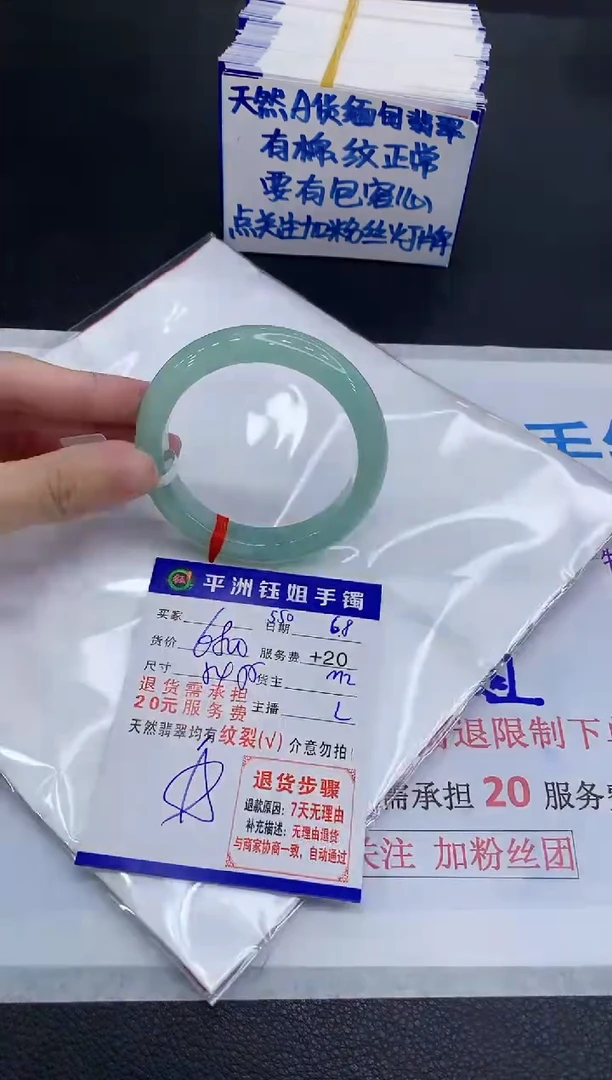 天然A货缅甸翡翠
有棉纹正常
要有包容心
点关注加粉丝灯牌
平洲钰姐手镯
买家 550 日期 6.8
货价 6800 服务费 +20
尺寸 货主 m2
退货需承担
20元服务费 主播 L
天然翡翠均有纹裂(√) 介意勿拍
退货步骤
退款原因：7天无理由
补充描述：无理由退货
与商家协商一致，自动通过
手
退限制下
需承担 20 服务
关注 加粉丝团